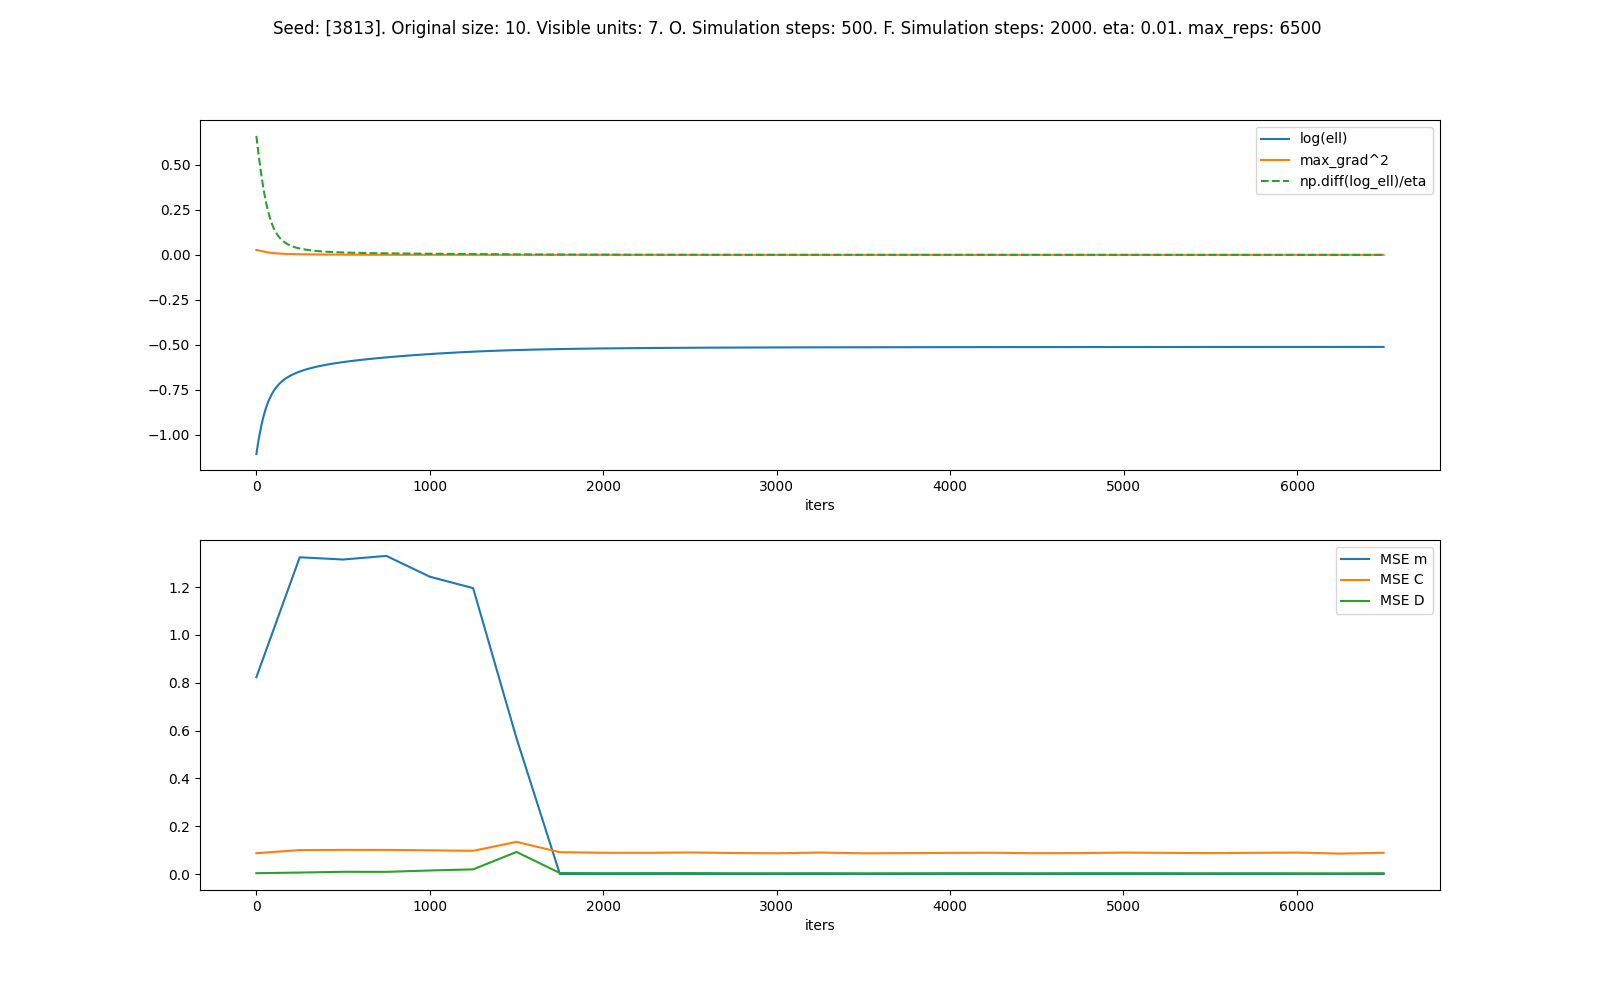 Seed: [3813]. Original size: 10. Visible units: 7. O. Simulation steps: 500. F. Simulation steps: 2000. eta: 0.01. max_reps: 6500
log(ell)
max_grad^2
np.diff(log_ell)/eta
0.50
0.25
0.00
−0.25
−0.50
−0.75
−1.00
0 1000 2000 3000 4000 5000 6000
iters
MSE m
MSE C
MSE D
1.2
1.0
0.8
0.6
0.4
0.2
0.0
0 1000 2000 3000 4000 5000 6000
iters